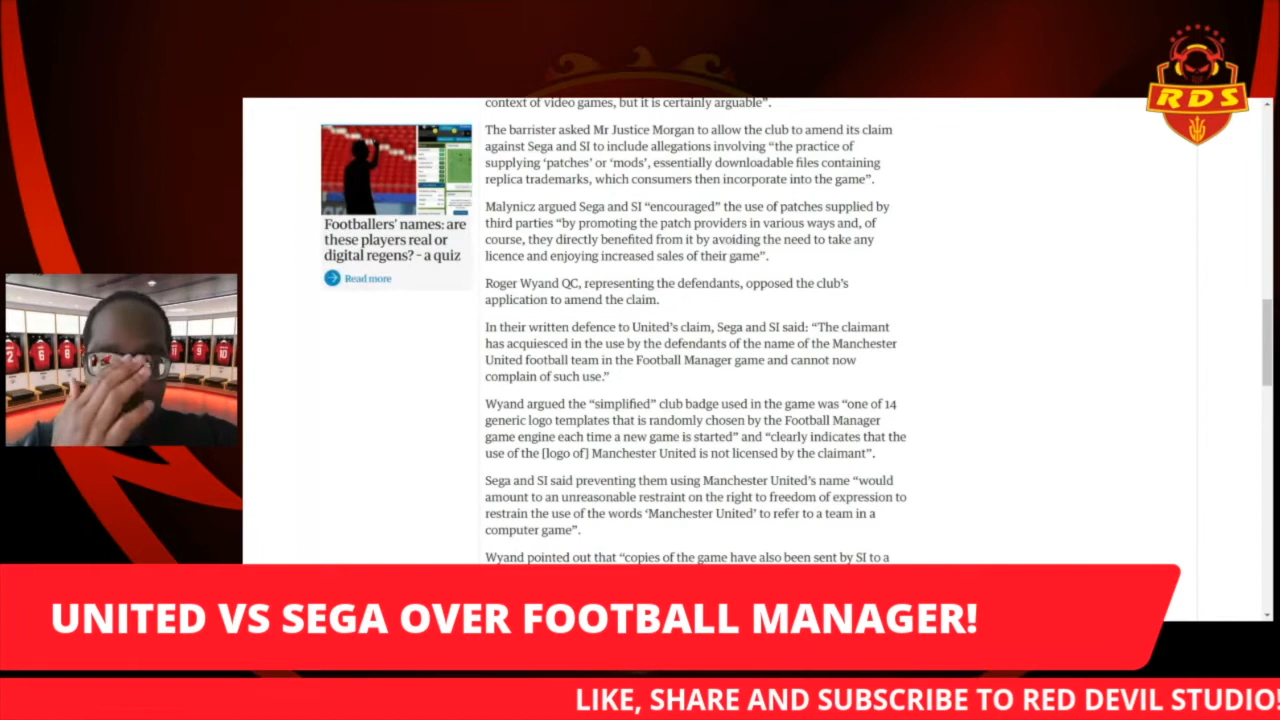 RDS
context of video games, but it is certainly arguable”.
The barrister asked Mr Justice Morgan to allow the club to amend its claim
against Sega and SI to include allegations involving “the practice of
supplying ‘patches’ or ‘mods’, essentially downloadable files containing
replica trademarks, which consumers then incorporate into the game”.
Footballers’ names: are
these players real or
digital regens? – a quiz
Read more
Malynicz argued Sega and SI “encouraged” the use of patches supplied by
third parties “by promoting the patch providers in various ways and, of
course, they directly benefited from it by avoiding the need to take any
licence and enjoying increased sales of their game”.
Roger Wyand QC, representing the defendants, opposed the club’s
application to amend the claim.
In their written defence to United’s claim, Sega and SI said: “The claimant
has acquiesced in the use by the defendants of the name of the Manchester
United football team in the Football Manager game and cannot now
complain of such use.”
Wyand argued the “simplified” club badge used in the game was “one of 14
generic logo templates that is randomly chosen by the Football Manager
game engine each time a new game is started” and “clearly indicates that the
use of the [logo of] Manchester United is not licensed by the claimant”.
Sega and SI said preventing them using Manchester United’s name “would
amount to an unreasonable restraint on the right to freedom of expression to
restrain the use of the words ‘Manchester United’ to refer to a team in a
computer game”.
Wyand pointed out that “copies of the game have also been sent by SI to a
2 6 8 11 9 10
UNITED VS SEGA OVER FOOTBALL MANAGER!
LIKE, SHARE AND SUBSCRIBE TO RED DEVIL STUDIO